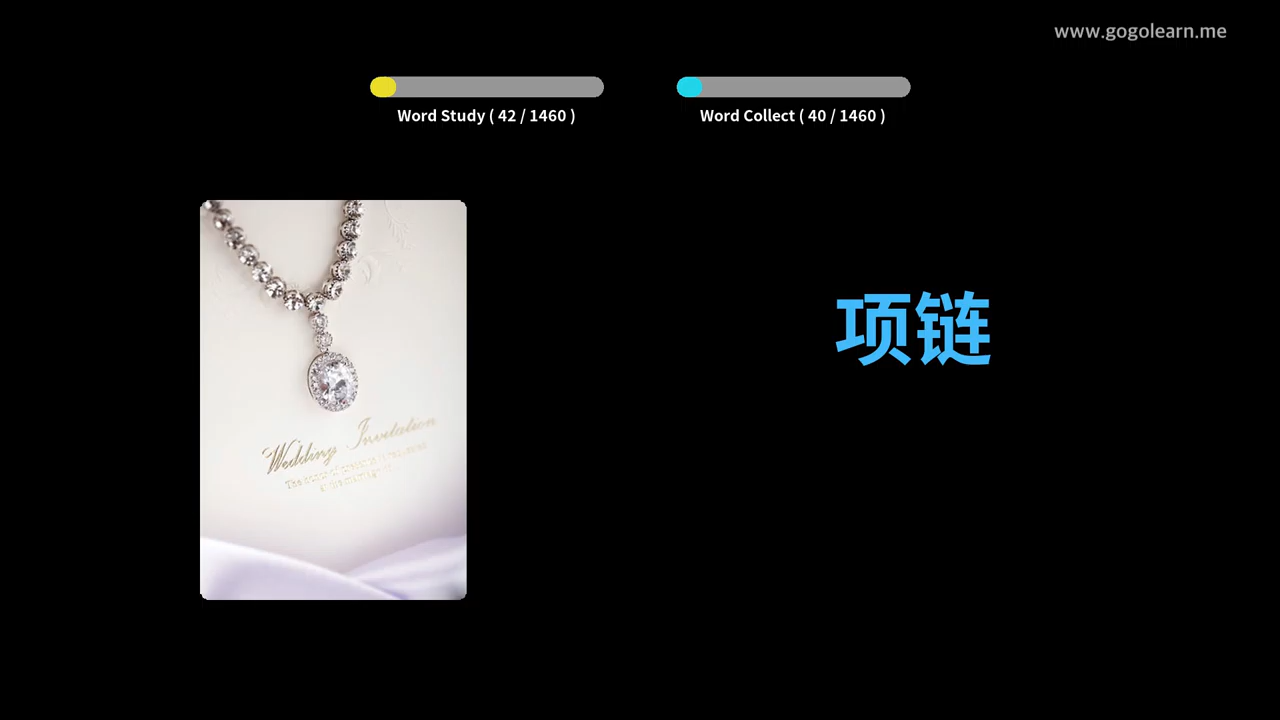 www.gogolearn.me
Word Study ( 42 / 1460 )
Word Collect ( 40 / 1460 )
项链
Wedding Invitation